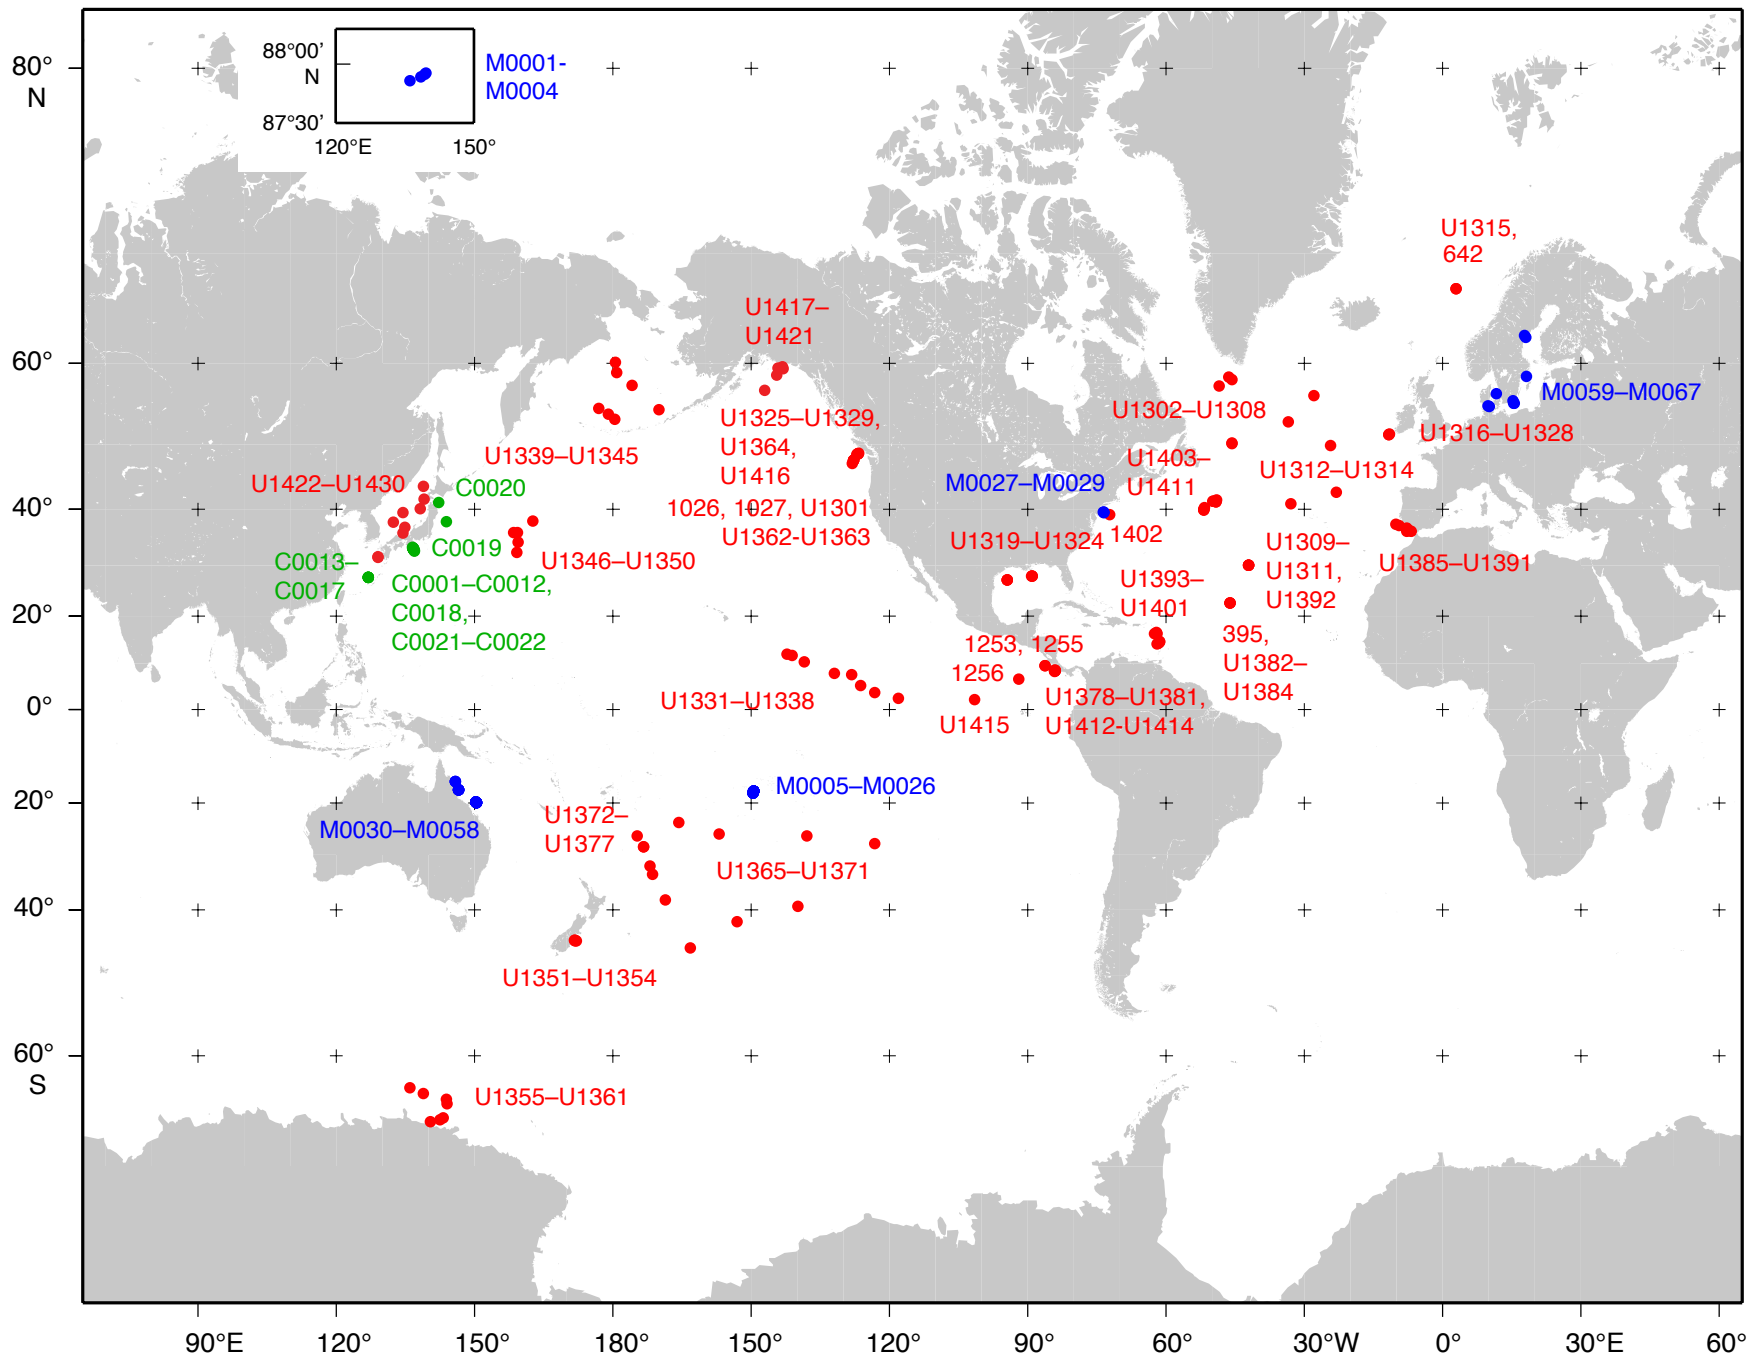 88°00’
N
87°30’
120°E
150°
M0001-
M0004
80°
N
60°
40°
20°
0°
20°
40°
60°
S
U1315,
642
U1417–
U1421
M0059–M0067
U1302–U1308
U1316–U1328
U1325–U1329,
U1364,
U1416
U1339–U1345
U1403–
U1411
U1312–U1314
U1422–U1430
C0020
M0027–M0029
1026, 1027, U1301
U1362-U1363
1402
U1319–U1324
C0019
U1346–U1350
U1309–
U1311,
U1392
U1385–U1391
C0013–
C0017
C0001–C0012,
C0018,
C0021–C0022
U1393–
U1401
1253, 1255
1256
395,
U1382–
U1384
U1331–U1338
U1378–U1381,
U1412-U1414
U1415
M0005–M0026
M0030–M0058
U1372–
U1377
U1365–U1371
U1351–U1354
U1355–U1361
90°E
120°
150°
180°
150°
120°
90°
60°
30°W
0°
30°E
60°